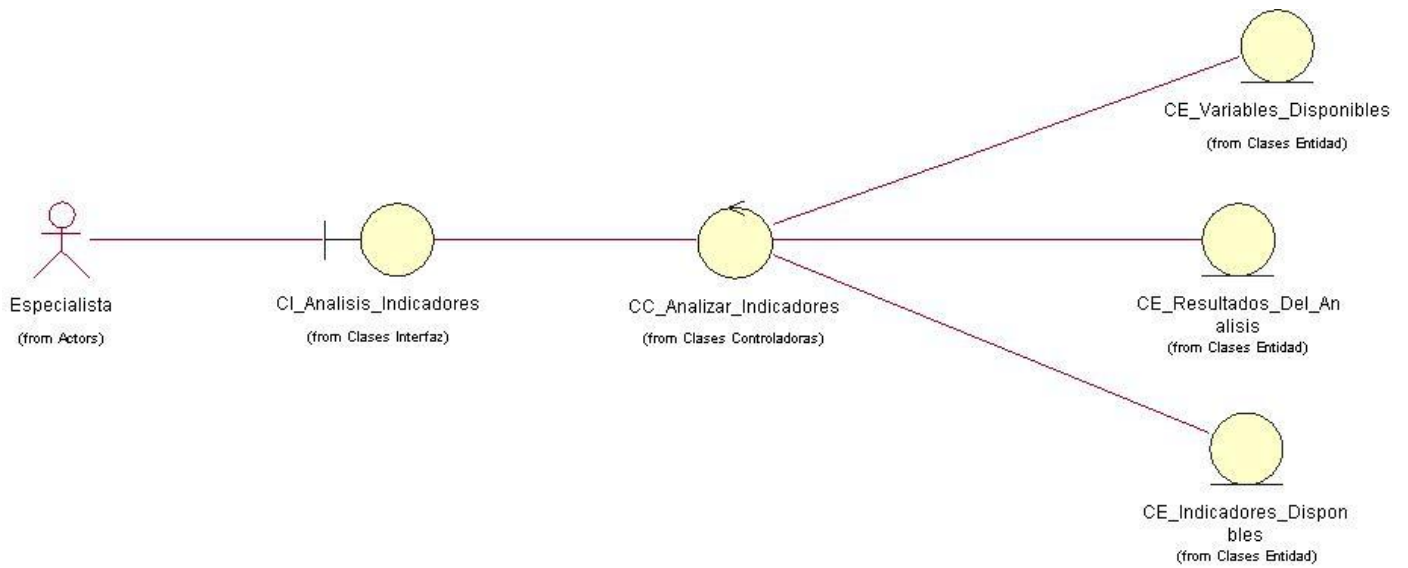 CE_Variables_Disponibles
(from Clases Entidad)
Especialista
(from Actors)
CI_Analisis_Indicadores
(from Clases Interfaz)
CC_Analizar_Indicadores
(from Clases Controladoras)
CE_Resultados_Del_An
alisis
(from Clases Entidad)
CE_Indicadores_Dispon
bles
(from Clases Entidad)